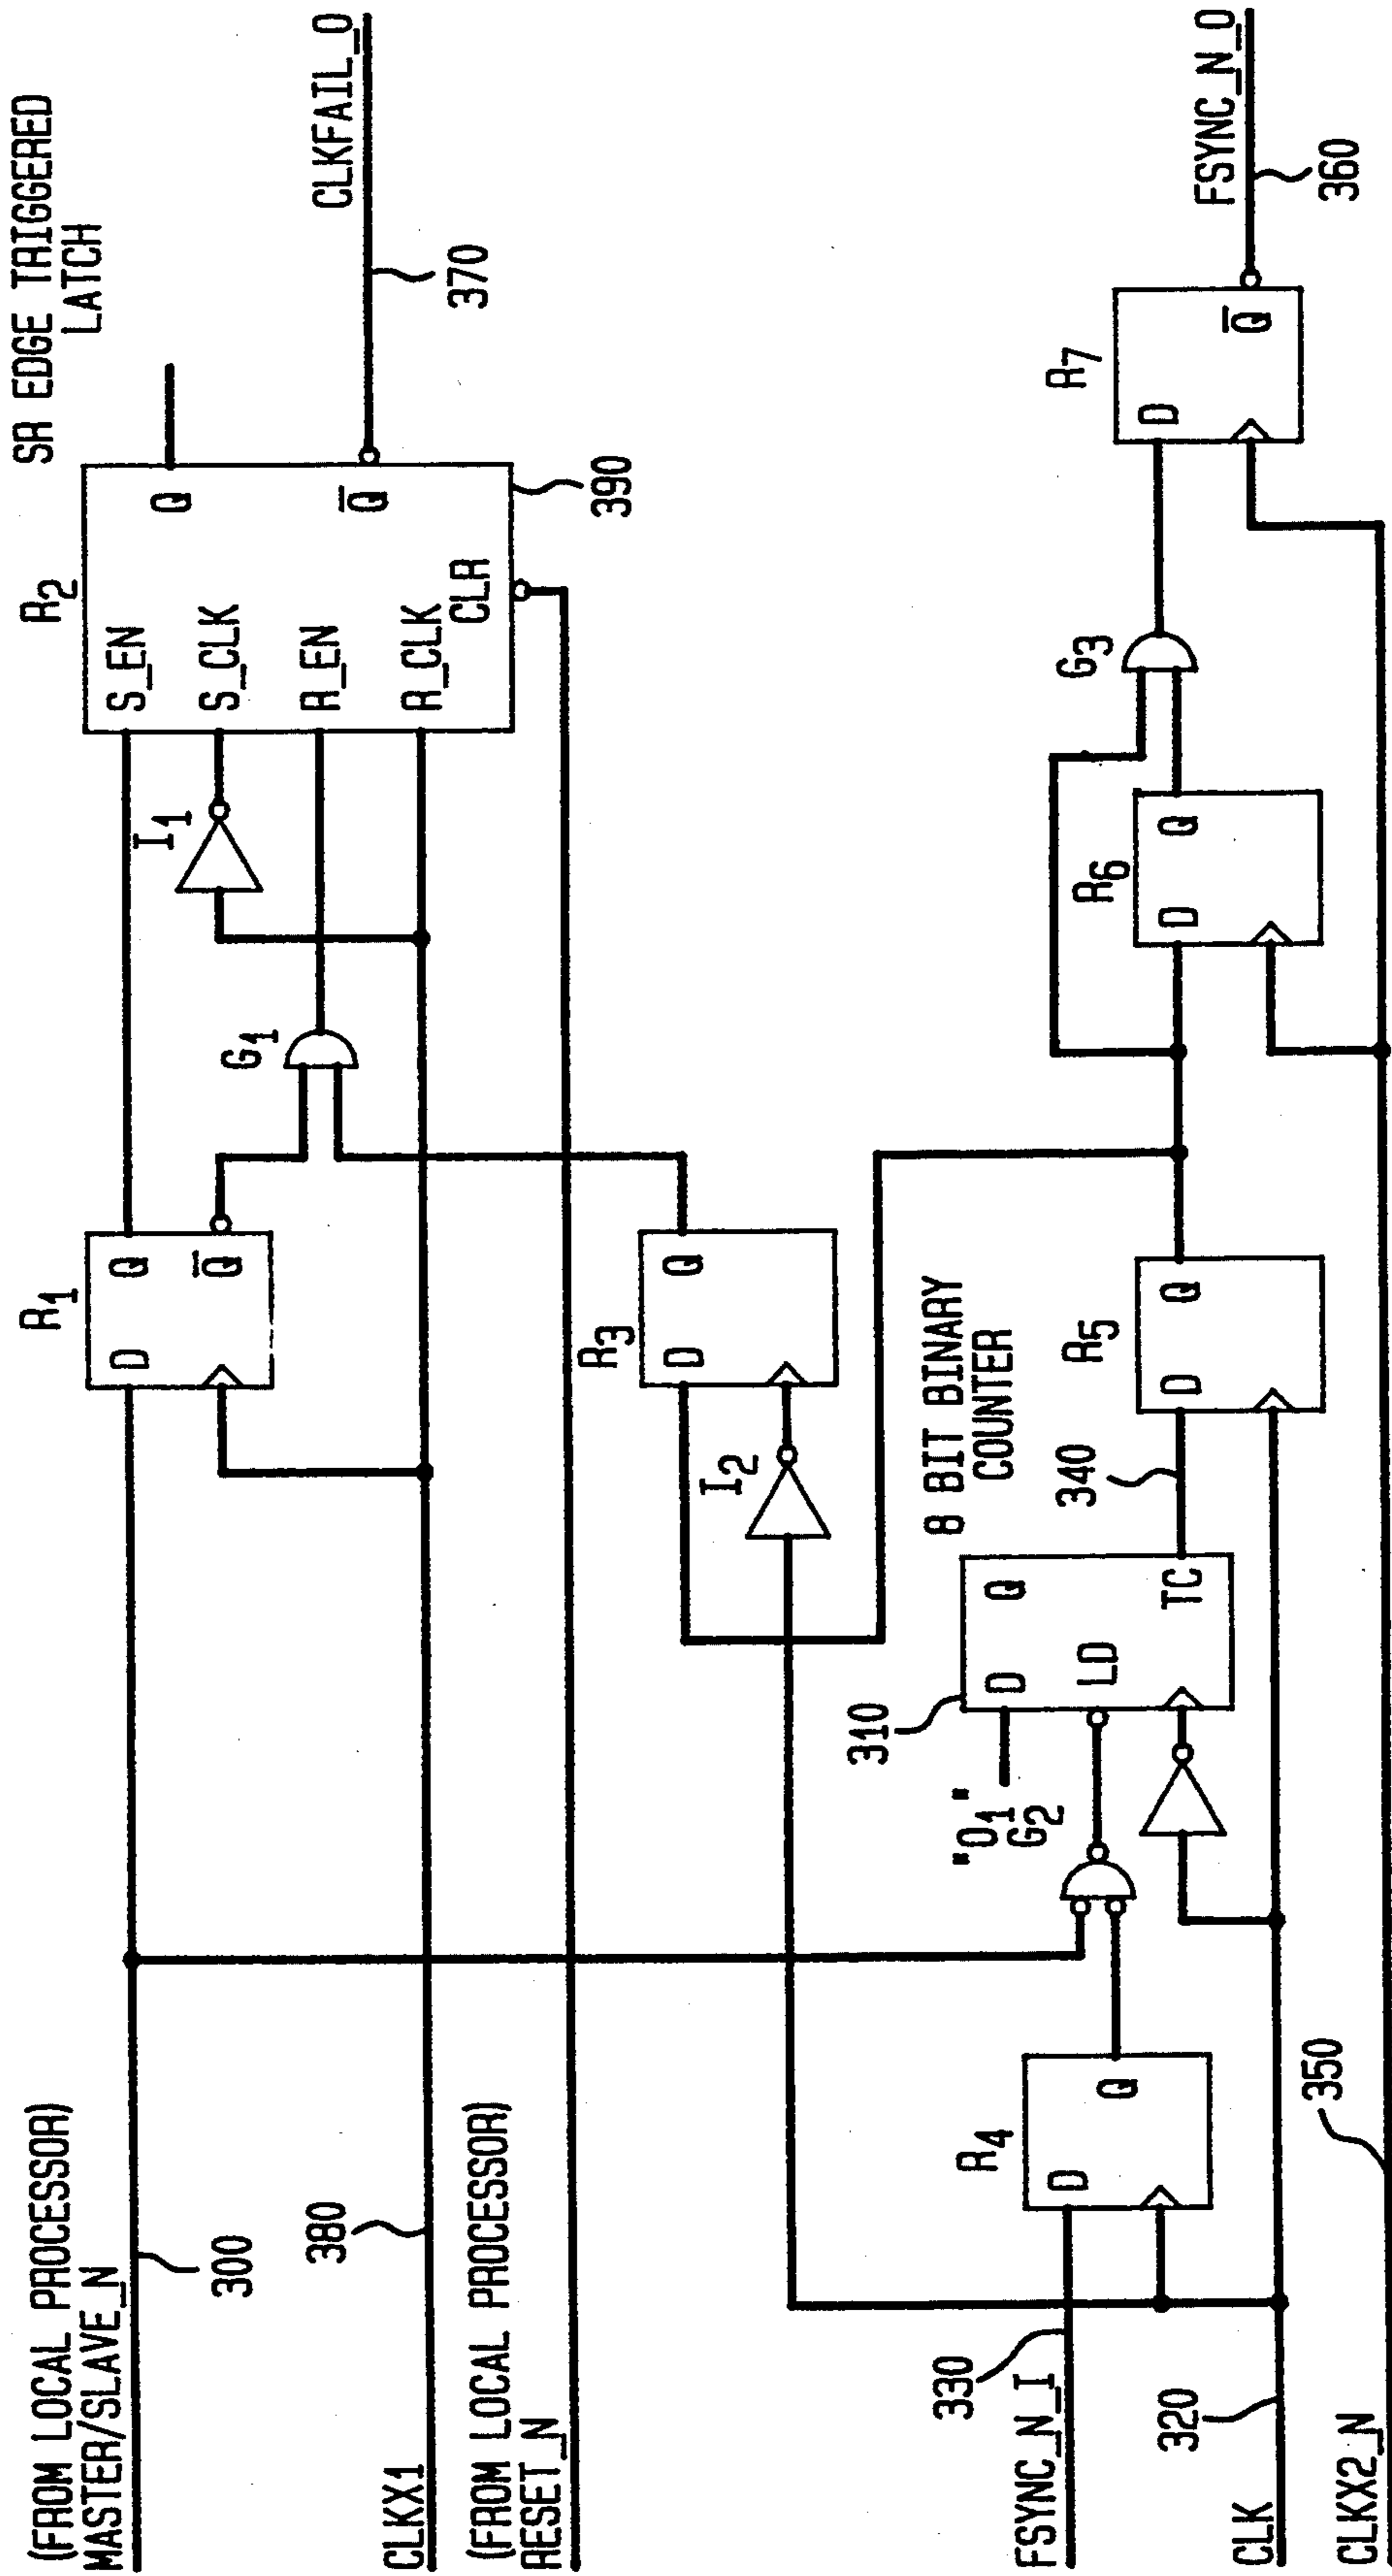 (FROM LOCAL PROCESSOR)
MASTER/SLAVE_N
300
CLKX1
380
(FROM LOCAL PROCESSOR)
RESET_N
R1
D
Q
Q̅
G1
I1
SR EDGE TRIGGERED
LATCH
R2
S_EN
S_CLK
R_EN
R_CLK
CLR
Q
Q̅
390
CLKFAIL_O
370
R3
D
Q
I2
FSYNC_N_I
330
CLK
320
CLKX2_N
350
R4
D
Q
G2
"01"
310
8 BIT BINARY
COUNTER
D
Q
LD
TC
340
R5
D
Q
R6
D
Q
G3
R7
D
Q̅
FSYNC_N_O
360